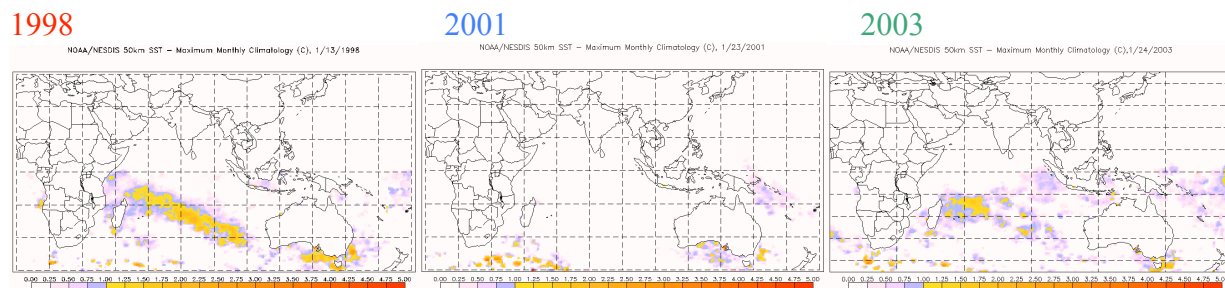 1998
NOAA/NESDIS 50km SST – Maximum Monthly Climatology (C), 1/13/1998
0.00 0.25 0.50 0.75 1.00 1.25 1.50 1.75 2.00 2.25 2.50 2.75 3.00 3.25 3.50 3.75 4.00 4.25 4.50 4.75 5.00
2001
NOAA/NESDIS 50km SST – Maximum Monthly Climatology (C), 1/23/2001
0.00 0.25 0.50 0.75 1.00 1.25 1.50 1.75 2.00 2.25 2.50 2.75 3.00 3.25 3.50 3.75 4.00 4.25 4.50 4.75 5.00
2003
NOAA/NESDIS 50km SST – Maximum Monthly Climatology (C),1/24/2003
0.00 0.25 0.50 0.75 1.00 1.25 1.50 1.75 2.00 2.25 2.50 2.75 3.00 3.25 3.50 3.75 4.00 4.25 4.50 4.75 5.00